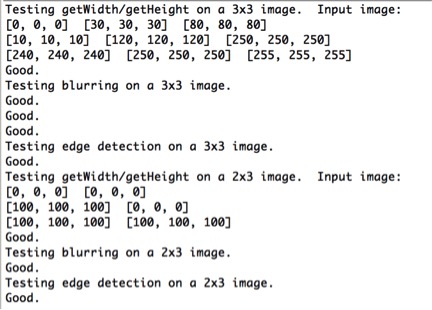 Testing getWidth/getHeight on a 3x3 image.  Input image:
[0, 0, 0]  [30, 30, 30]  [80, 80, 80]
[10, 10, 10]  [120, 120, 120]  [250, 250, 250]
[240, 240, 240]  [250, 250, 250]  [255, 255, 255]
Good.
Testing blurring on a 3x3 image.
Good.
Good.
Good.
Testing edge detection on a 3x3 image.
Good.
Testing getWidth/getHeight on a 2x3 image.  Input image:
[0, 0, 0]  [0, 0, 0]
[100, 100, 100]  [0, 0, 0]
[100, 100, 100]  [100, 100, 100]
Good.
Testing blurring on a 2x3 image.
Good.
Testing edge detection on a 2x3 image.
Good.